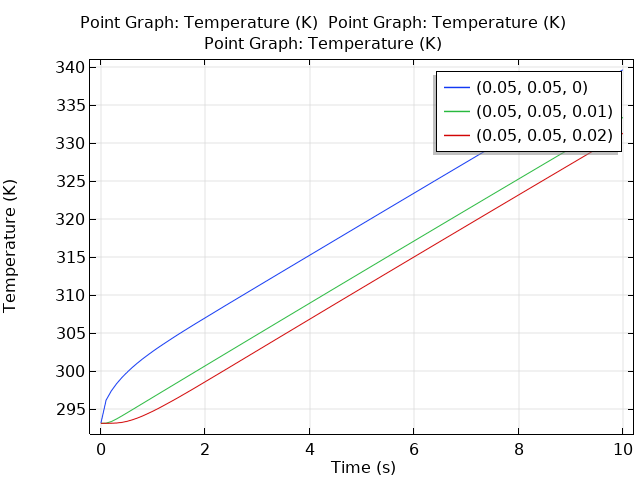 Point Graph: Temperature (K)  Point Graph: Temperature (K)
Point Graph: Temperature (K)
340
335
330
325
320
315
310
305
300
295
Temperature (K)
(0.05, 0.05, 0)
(0.05, 0.05, 0.01)
(0.05, 0.05, 0.02)
0 2 4 6 8 10
Time (s)